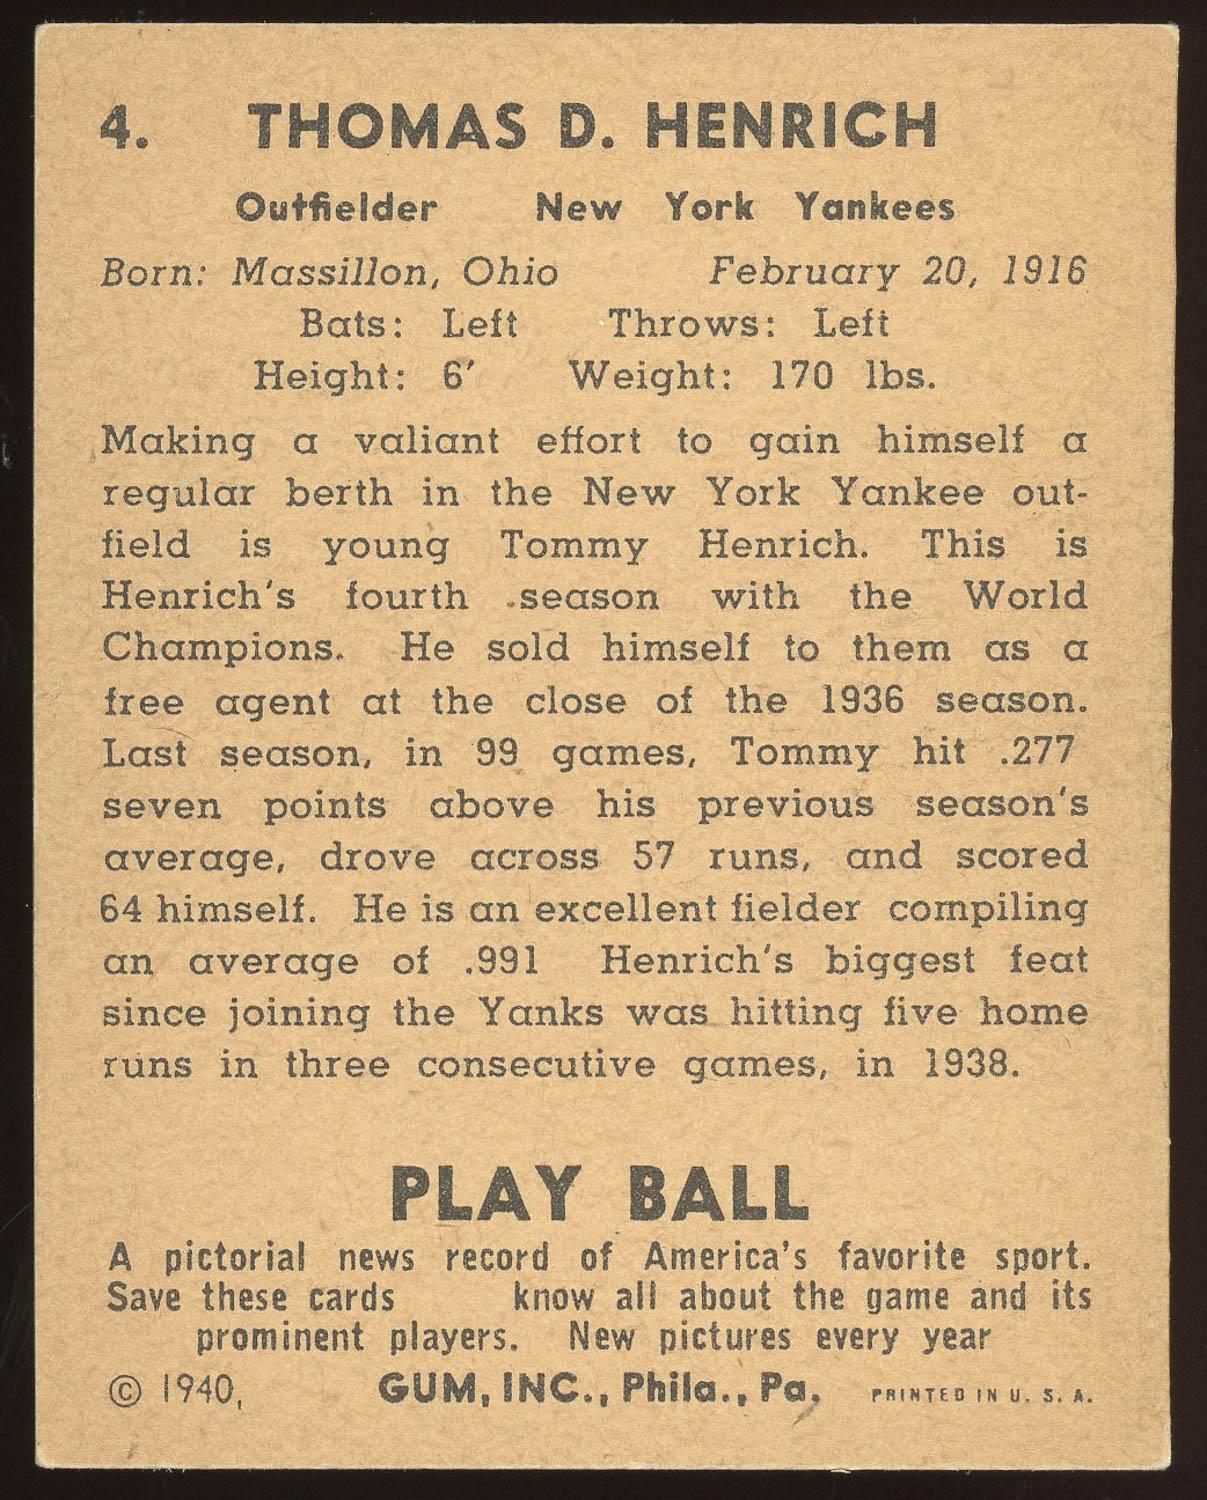 4. THOMAS D. HENRICH
Outfielder New York Yankees
Born: Massillon, Ohio February 20, 1916
Bats: Left Throws: Left
Height: 6′ Weight: 170 lbs.
Making a valiant effort to gain himself a
regular berth in the New York Yankee out-
field is young Tommy Henrich. This is
Henrich's fourth season with the World
Champions. He sold himself to them as a
free agent at the close of the 1936 season.
Last season, in 99 games, Tommy hit .277
seven points above his previous season's
average, drove across 57 runs, and scored
64 himself. He is an excellent fielder compiling
an average of .991 Henrich's biggest feat
since joining the Yanks was hitting five home
runs in three consecutive games, in 1938.
PLAY BALL
A pictorial news record of America's favorite sport.
Save these cards know all about the game and its
prominent players. New pictures every year
© 1940, GUM, INC., Phila., Pa. PRINTED IN U. S. A.